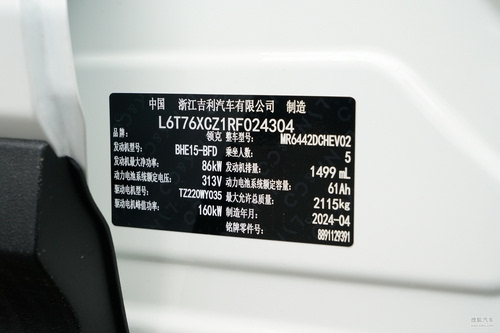 中国 浙江吉利汽车有限公司 制造
L6T76XCZ1RF024304
品牌: 领克 整车型号: MR6442DCHEV02
发动机型号: BHE15-BFD 乘坐人数: 5
发动机最大净功率: 86kW 发动机排量: 1499 mL
动力电池系统额定电压: 313V 动力电池系统额定容量: 61Ah
驱动电机型号: TZ220WY035 最大允许总质量: 2115kg
驱动电机峰值功率: 160kW 制造年月: 2024-04
铭牌零件号: 8891129391